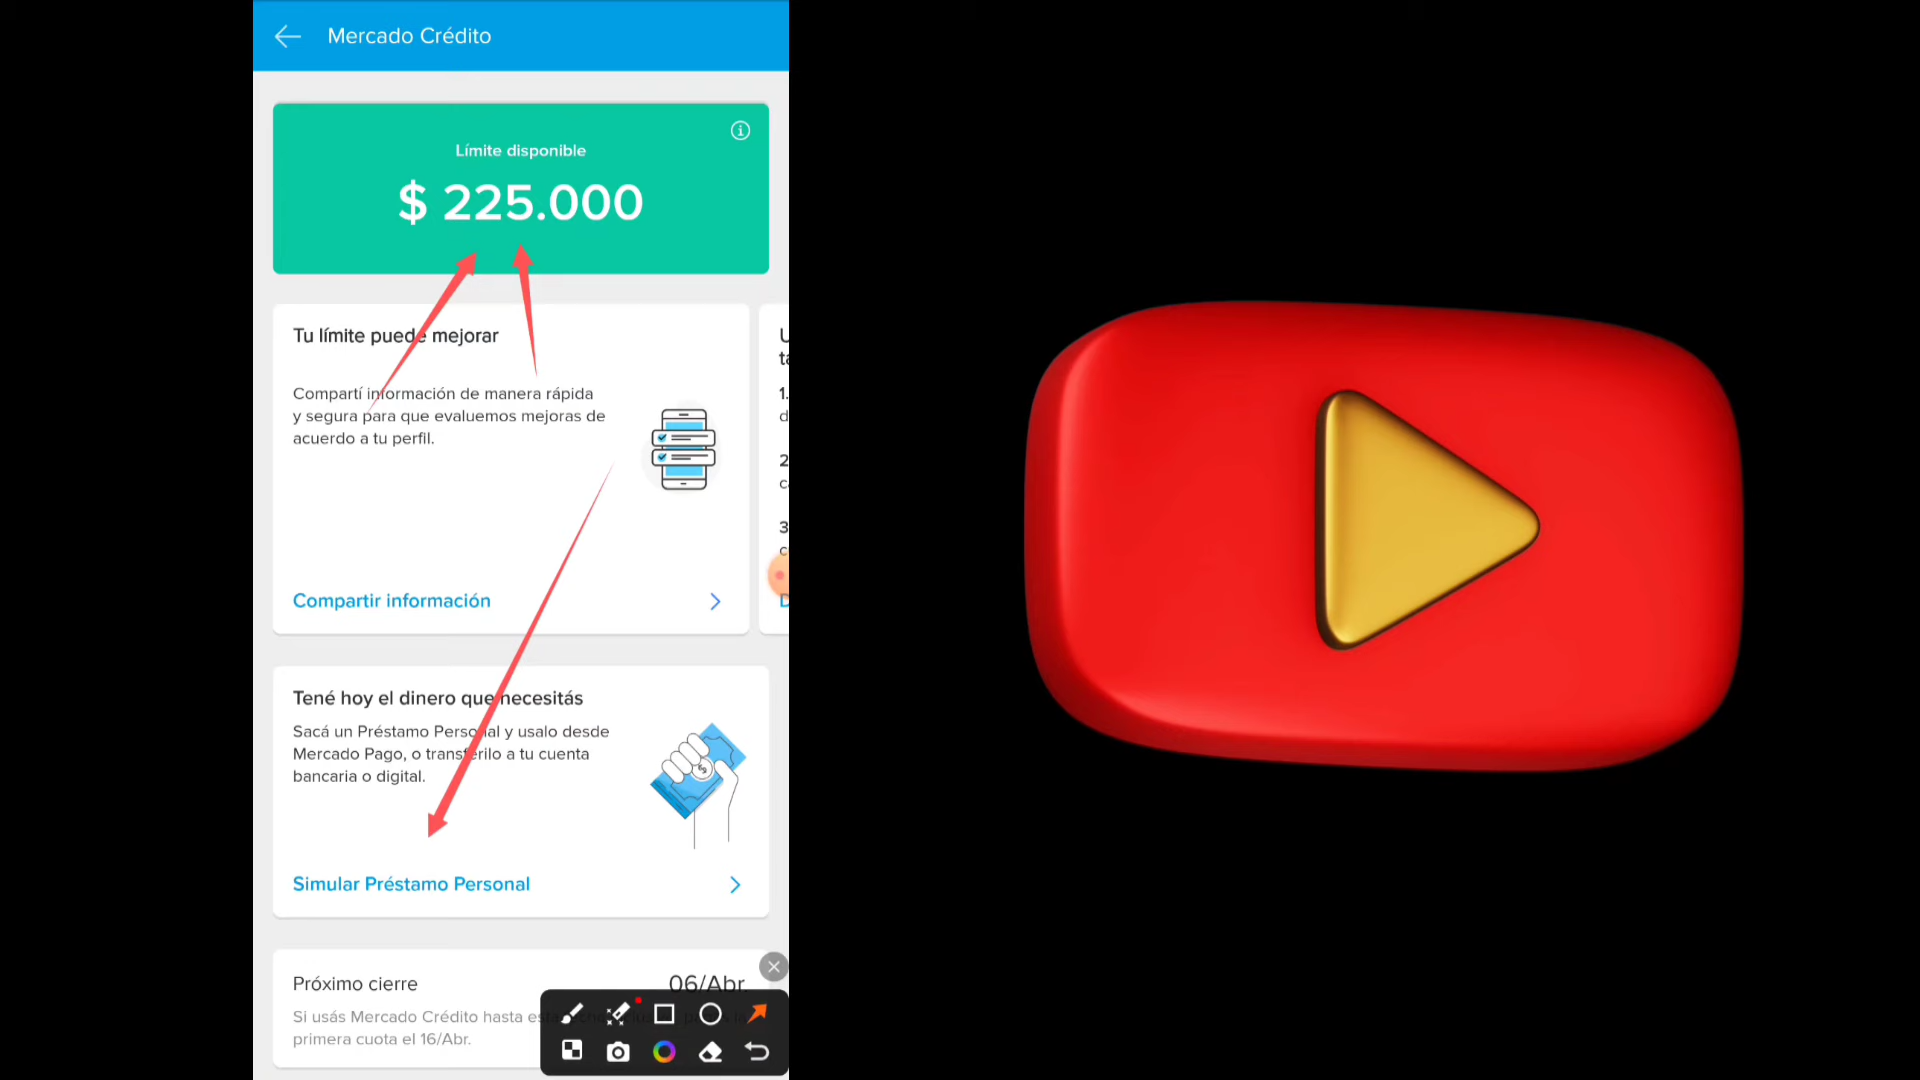 Mercado Crédito
Límite disponible
$ 225.000
Tu límite puede mejorar
Compartí información de manera rápida
y segura para que evaluemos mejoras de
acuerdo a tu perfil.
Compartir información
1.
2
3
Tené hoy el dinero que necesitás
Sacá un Préstamo Personal y usalo desde
Mercado Pago, o transferilo a tu cuenta
bancaria o digital.
Simular Préstamo Personal
Próximo cierre
06/Abr.
Si usás Mercado Crédito hasta
primera cuota el 16/Abr.